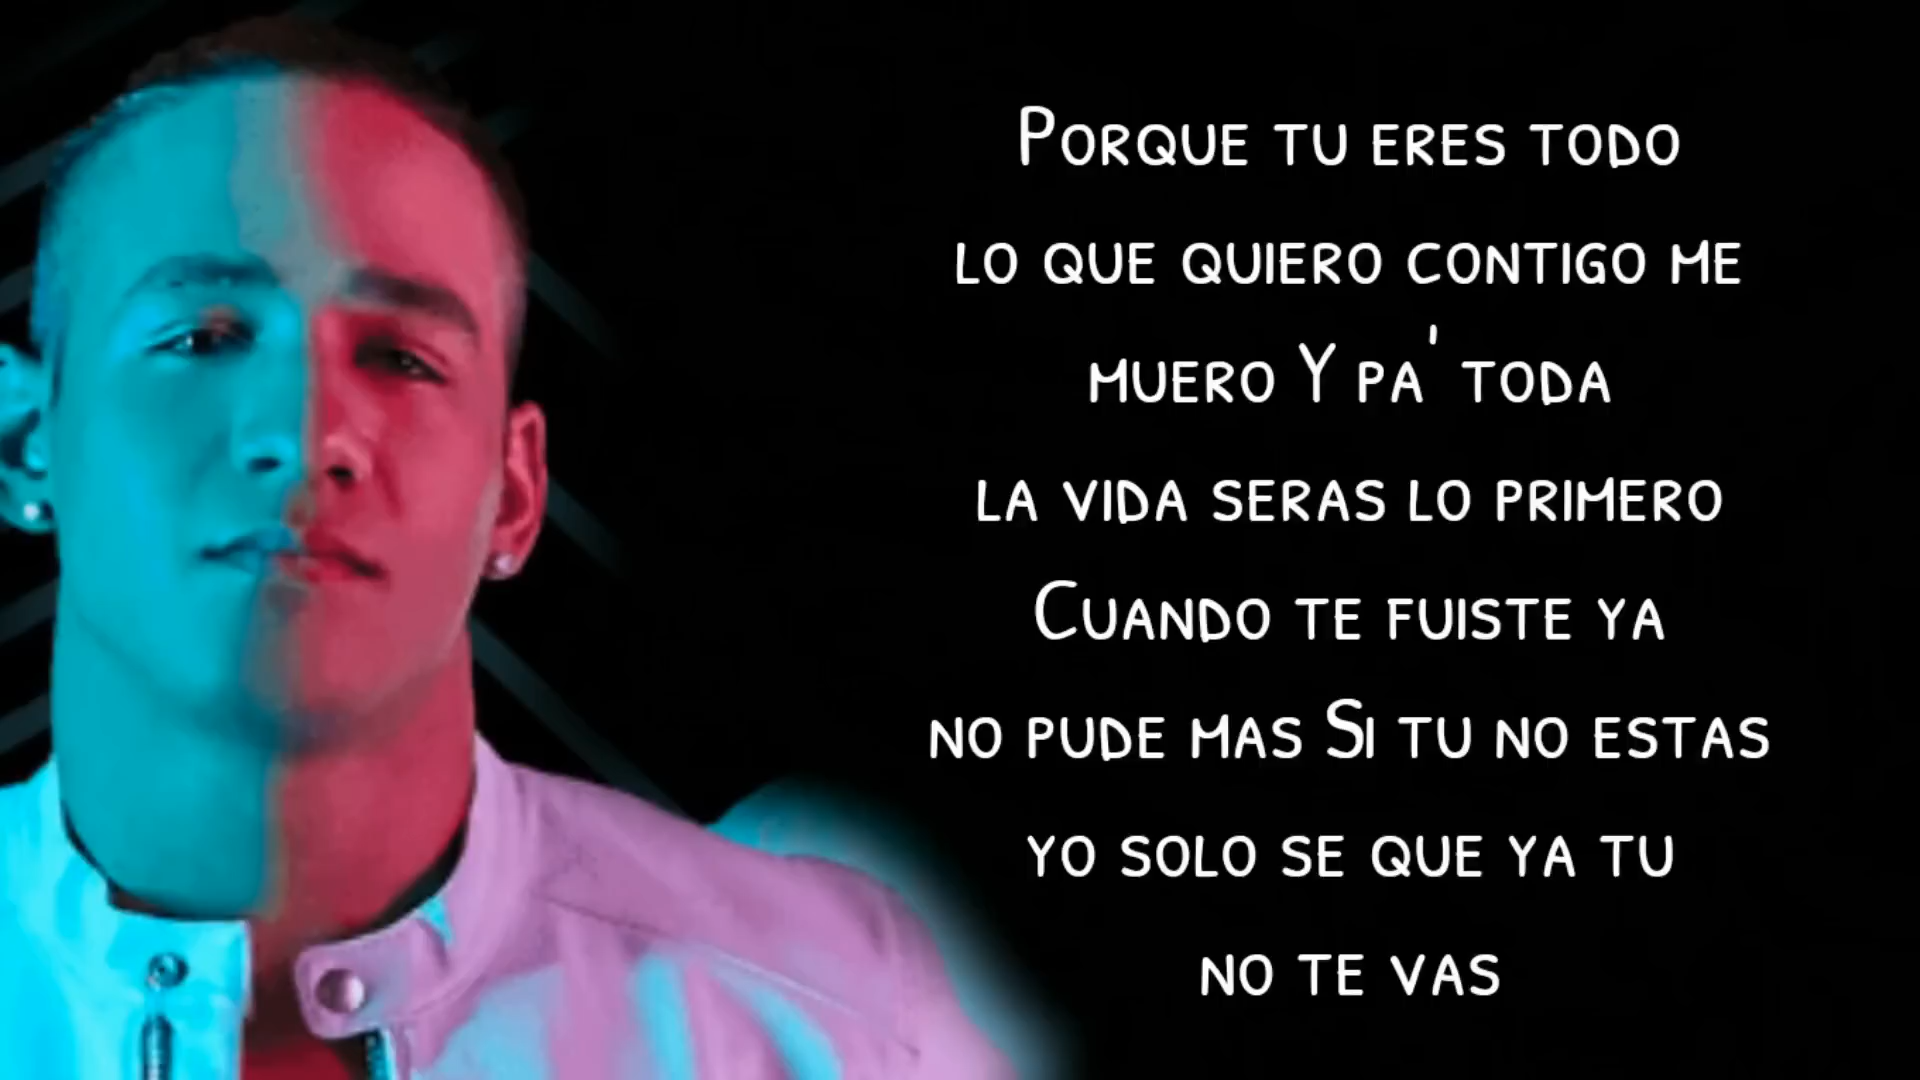 Porque tu eres todo
lo que quiero contigo me
muero Y pa' toda
la vida seras lo primero
Cuando te fuiste ya
no pude mas Si tu no estas
yo solo se que ya tu
no te vas